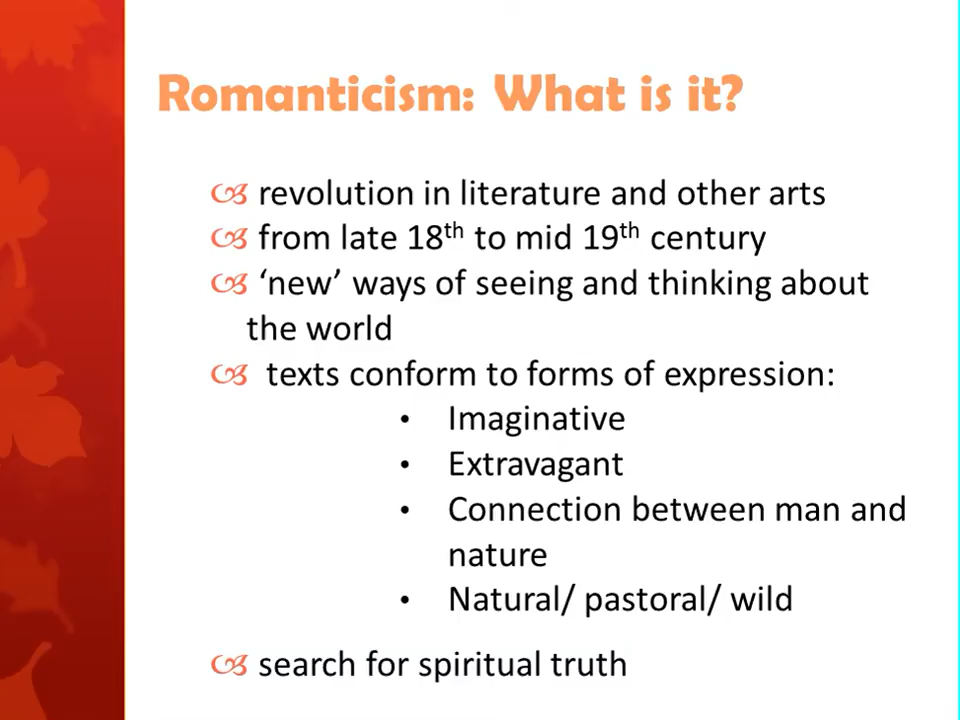 Romanticism: What is it?
revolution in literature and other arts
from late 18th to mid 19th century
‘new’ ways of seeing and thinking about
the world
texts conform to forms of expression:
• Imaginative
• Extravagant
• Connection between man and
nature
• Natural/ pastoral/ wild
search for spiritual truth